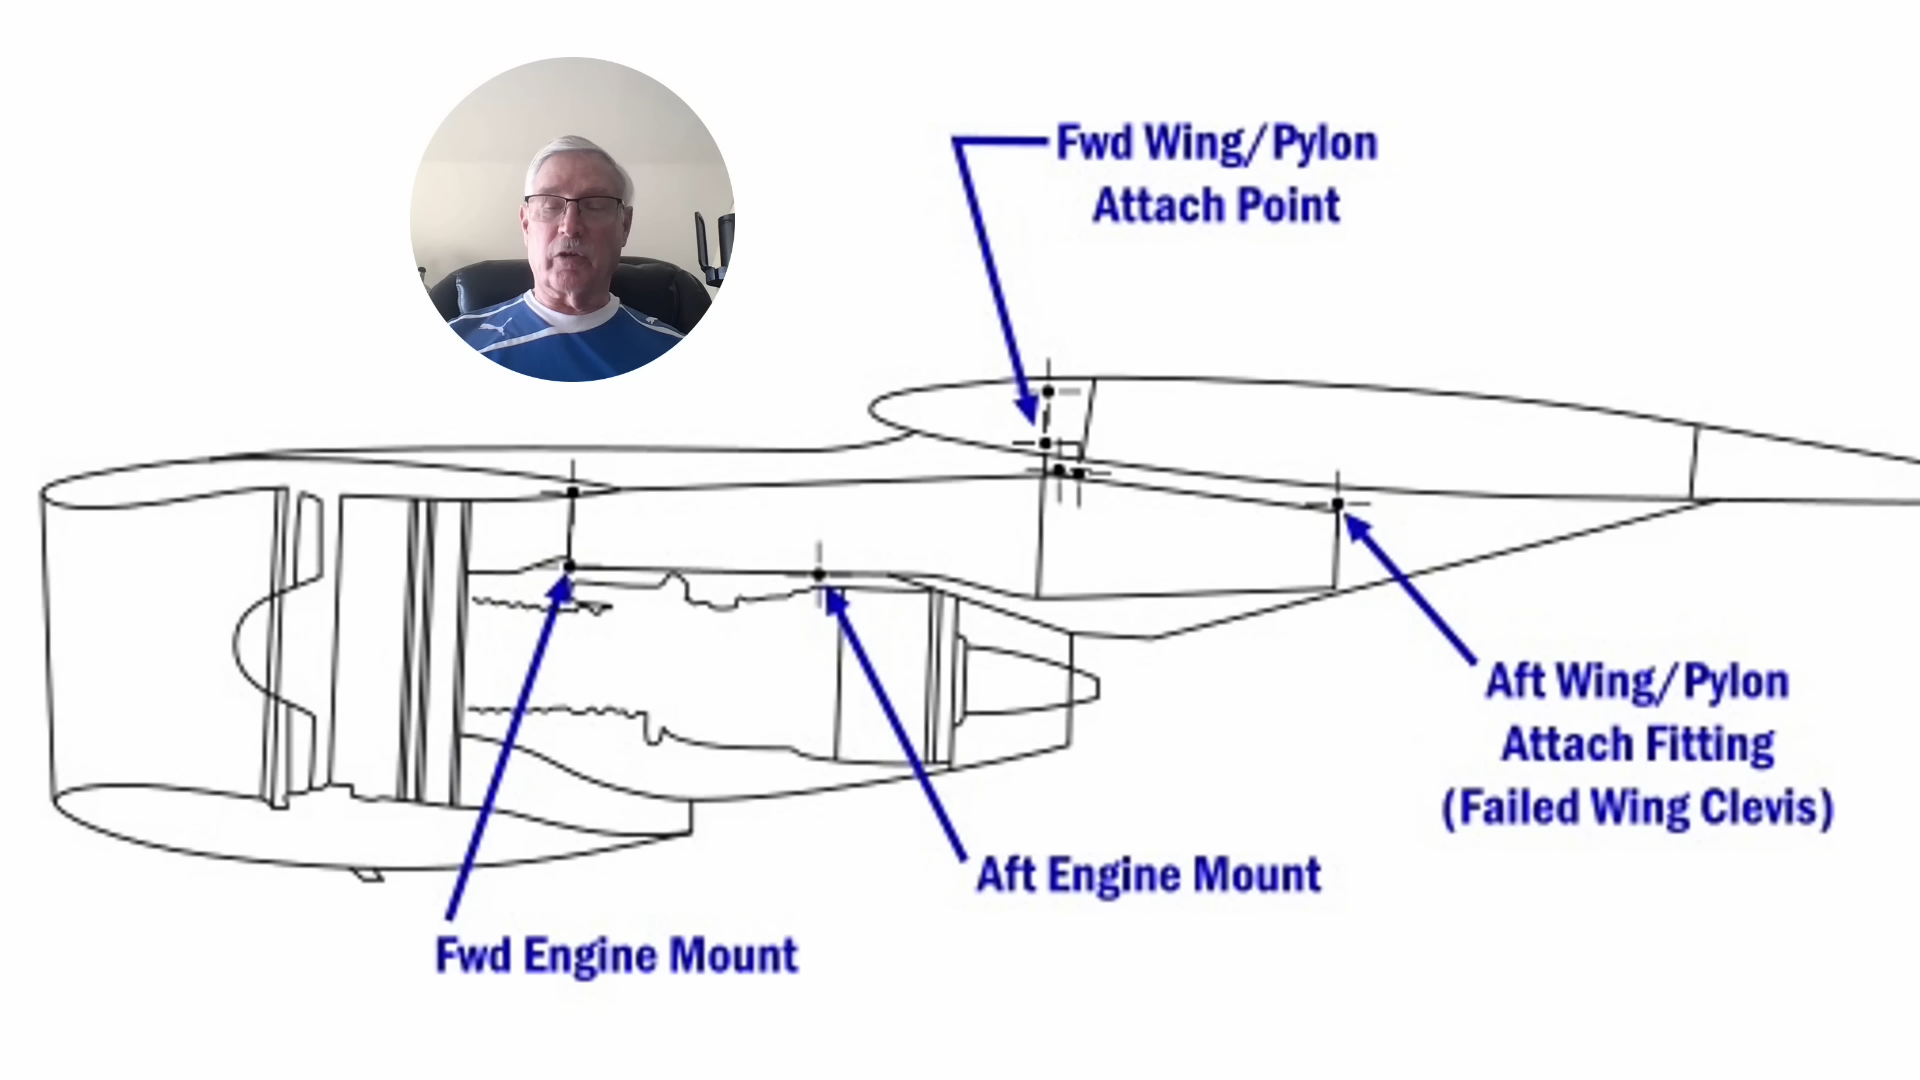 Fwd Wing/Pylon
Attach Point
Aft Wing/Pylon
Attach Fitting
(Failed Wing Clevis)
Aft Engine Mount
Fwd Engine Mount